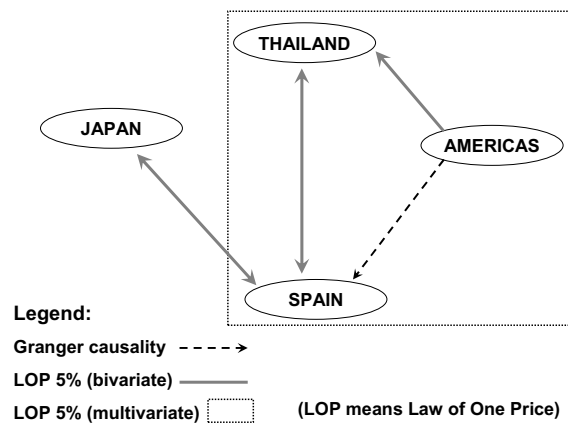 THAILAND
JAPAN
AMERICAS
SPAIN
Legend:
Granger causality
LOP 5% (bivariate)
LOP 5% (multivariate) (LOP means Law of One Price)